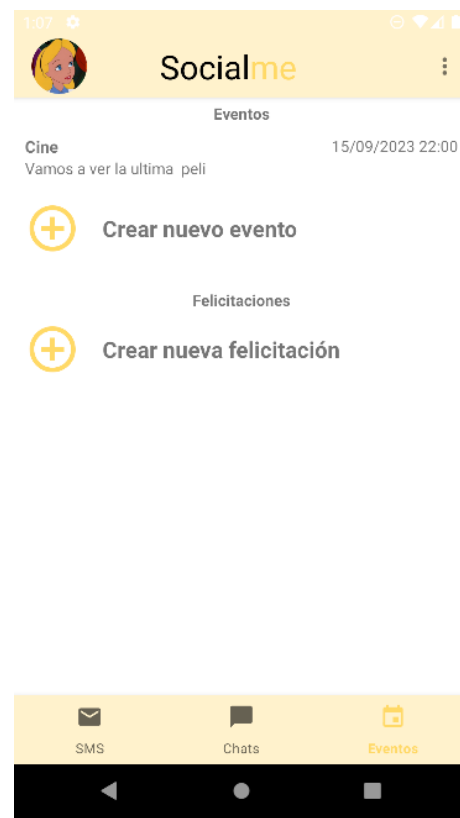 1:07
Socialme
Eventos
Cine 15/09/2023 22:00
Vamos a ver la ultima peli
Crear nuevo evento
Felicitaciones
Crear nueva felicitación
SMS Chats Eventos